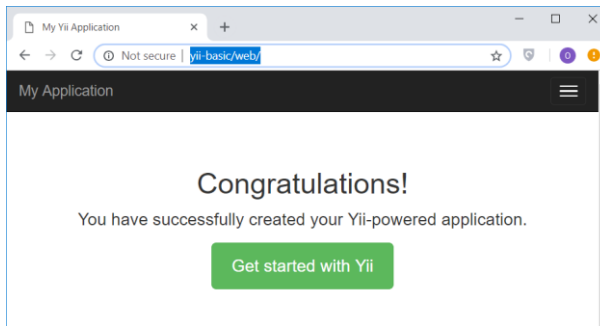 My Yii Application
Not secure | yii-basic/web/
O
My Application
Congratulations!
You have successfully created your Yii-powered application.
Get started with Yii